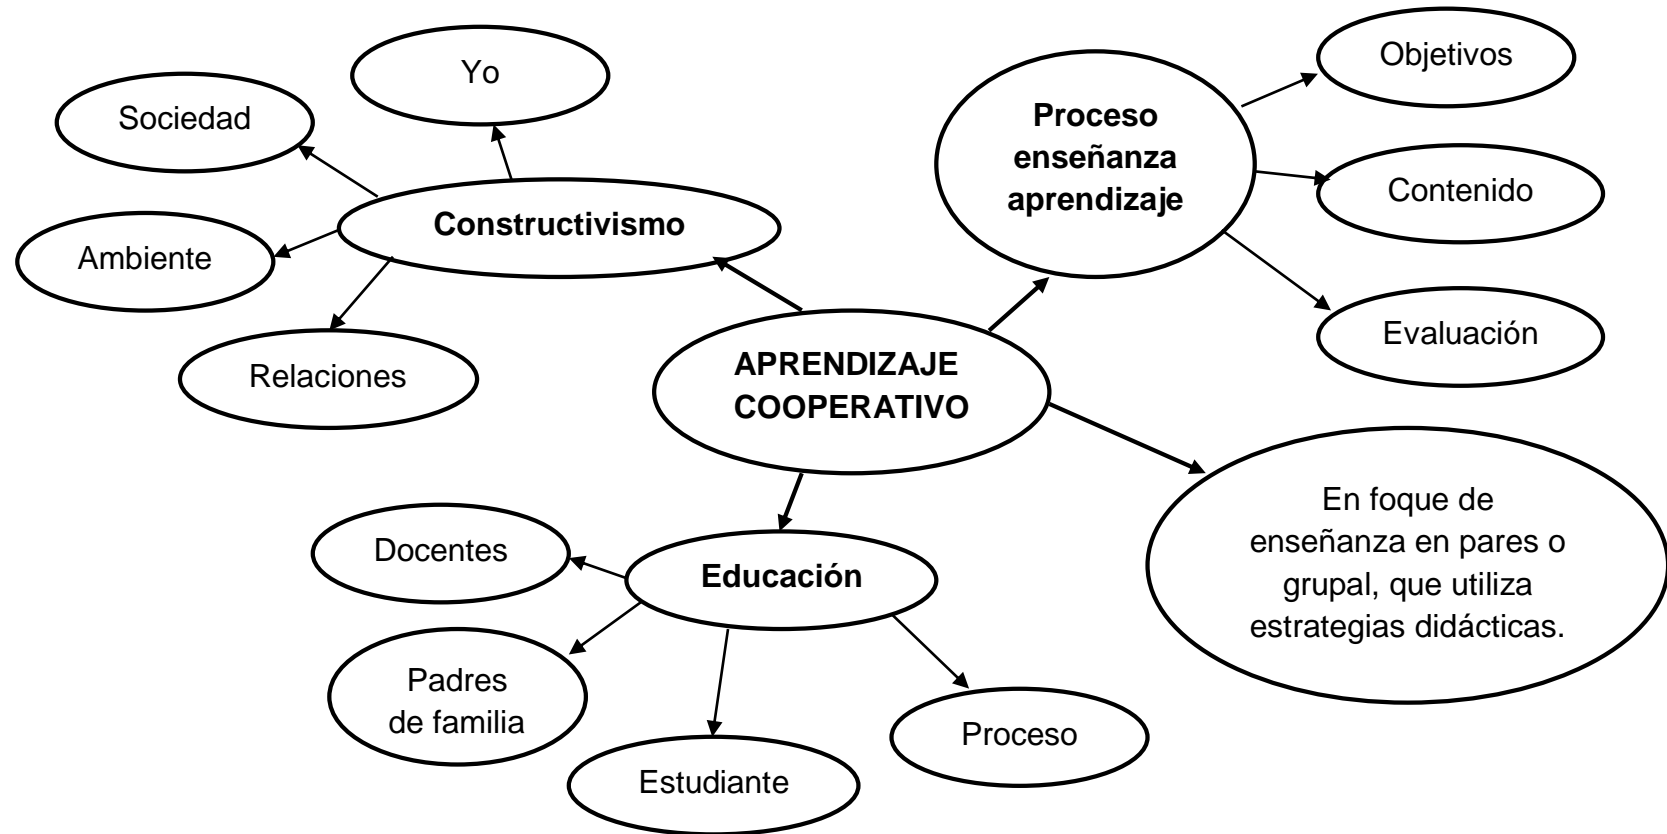 Yo
Sociedad
Constructivismo
Ambiente
Relaciones
Proceso
enseñanza
aprendizaje
Objetivos
Contenido
Evaluación
APRENDIZAJE
COOPERATIVO
En foque de
enseñanza en pares o
grupal, que utiliza
estrategias didácticas.
Educación
Docentes
Padres
de familia
Estudiante
Proceso